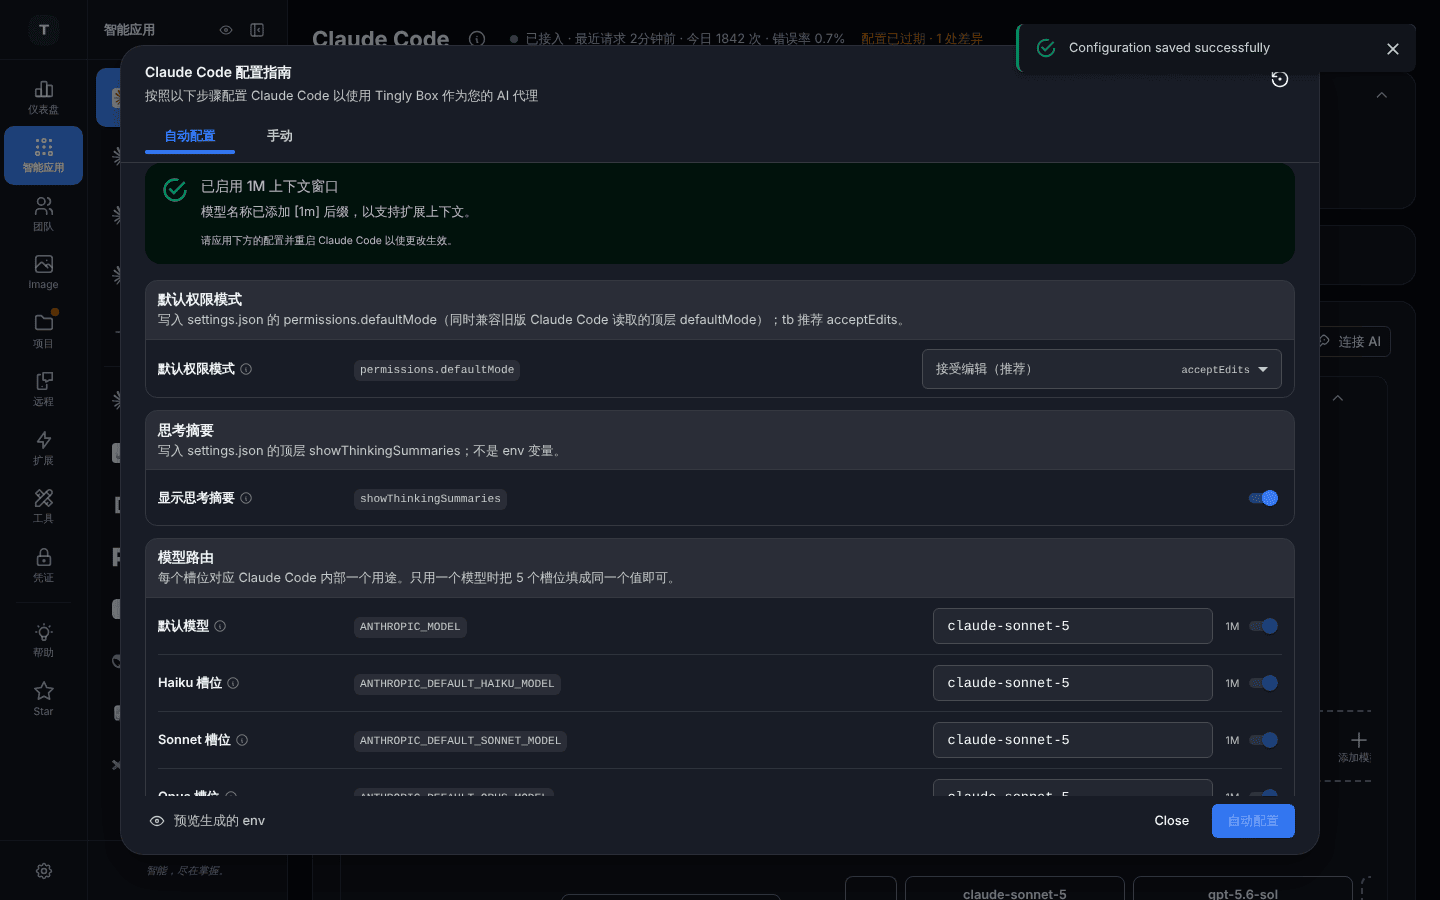 T
智能应用
Claude Code
已接入 · 最近请求 2分钟前 · 今日 1842 次 · 错误率 0.7%
配置已过期 · 1 处差异
Configuration saved successfully
仪表盘
智能应用
团队
Image
项目
远程
扩展
工具
凭证
帮助
Star
Claude Code 配置指南
按照以下步骤配置 Claude Code 以使用 Tingly Box 作为您的 AI 代理
自动配置
手动
已启用 1M 上下文窗口
模型名称已添加 [1m] 后缀，以支持扩展上下文。
请应用下方的配置并重启 Claude Code 以使更改生效。
默认权限模式
写入 settings.json 的 permissions.defaultMode（同时兼容旧版 Claude Code 读取的顶层 defaultMode）；tb 推荐 acceptEdits。
默认权限模式
permissions.defaultMode
接受编辑（推荐）
acceptEdits
思考摘要
写入 settings.json 的顶层 showThinkingSummaries；不是 env 变量。
显示思考摘要
showThinkingSummaries
模型路由
每个槽位对应 Claude Code 内部一个用途。只用一个模型时把 5 个槽位填成同一个值即可。
默认模型
ANTHROPIC_MODEL
claude-sonnet-5
1M
Haiku 槽位
ANTHROPIC_DEFAULT_HAIKU_MODEL
claude-sonnet-5
1M
Sonnet 槽位
ANTHROPIC_DEFAULT_SONNET_MODEL
claude-sonnet-5
1M
Opus 槽位
ANTHROPIC_DEFAULT_OPUS_MODEL
claude-sonnet-5
1M
预览生成的 env
Close
自动配置
连接 AI
添加模
智能，尽在掌握。
claude-sonnet-5
gpt-5.6-sol